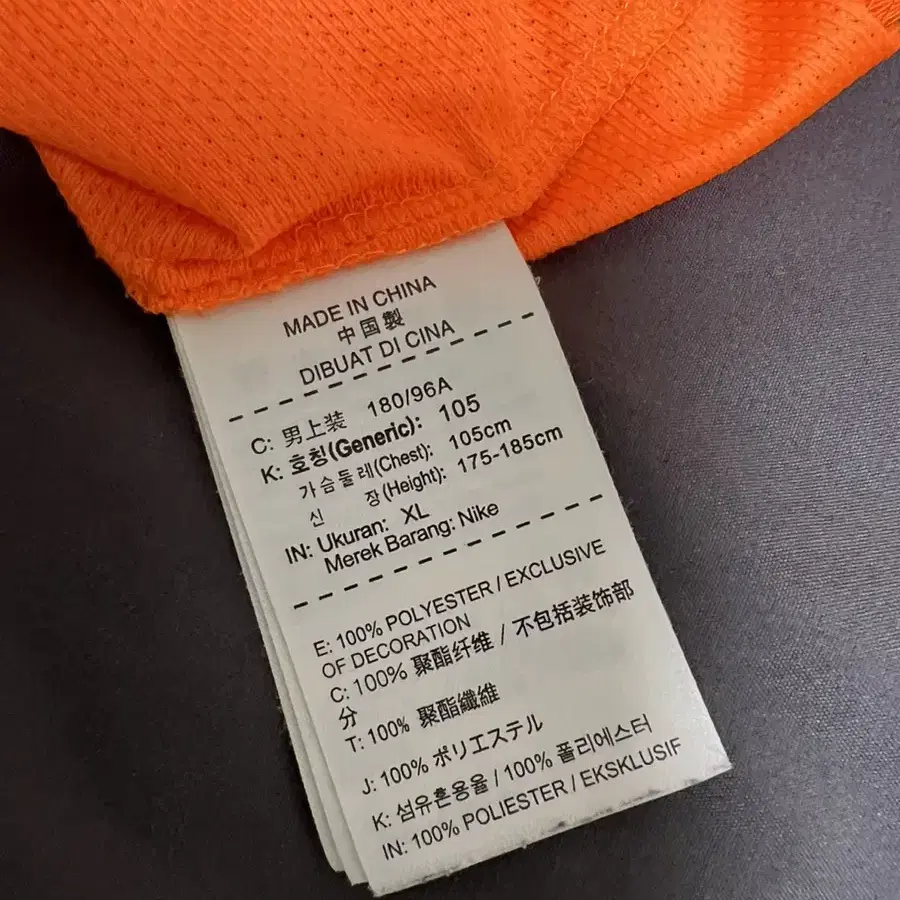 MADE IN CHINA
中国製
DIBUAT DI CINA
C: 男上装 180/96A
K: 호칭(Generic): 105
가슴둘레(Chest): 105cm
신 장(Height): 175-185cm
IN: Ukuran: XL
Merek Barang: Nike
E: 100% POLYESTER / EXCLUSIVE
OF DECORATION
C: 100% 聚酯纤维 / 不包括装饰部
分
T: 100% 聚酯纖維
J: 100% ポリエステル
K: 섬유혼용율 / 100% 폴리에스터
IN: 100% POLIESTER / EKSKLUSIF